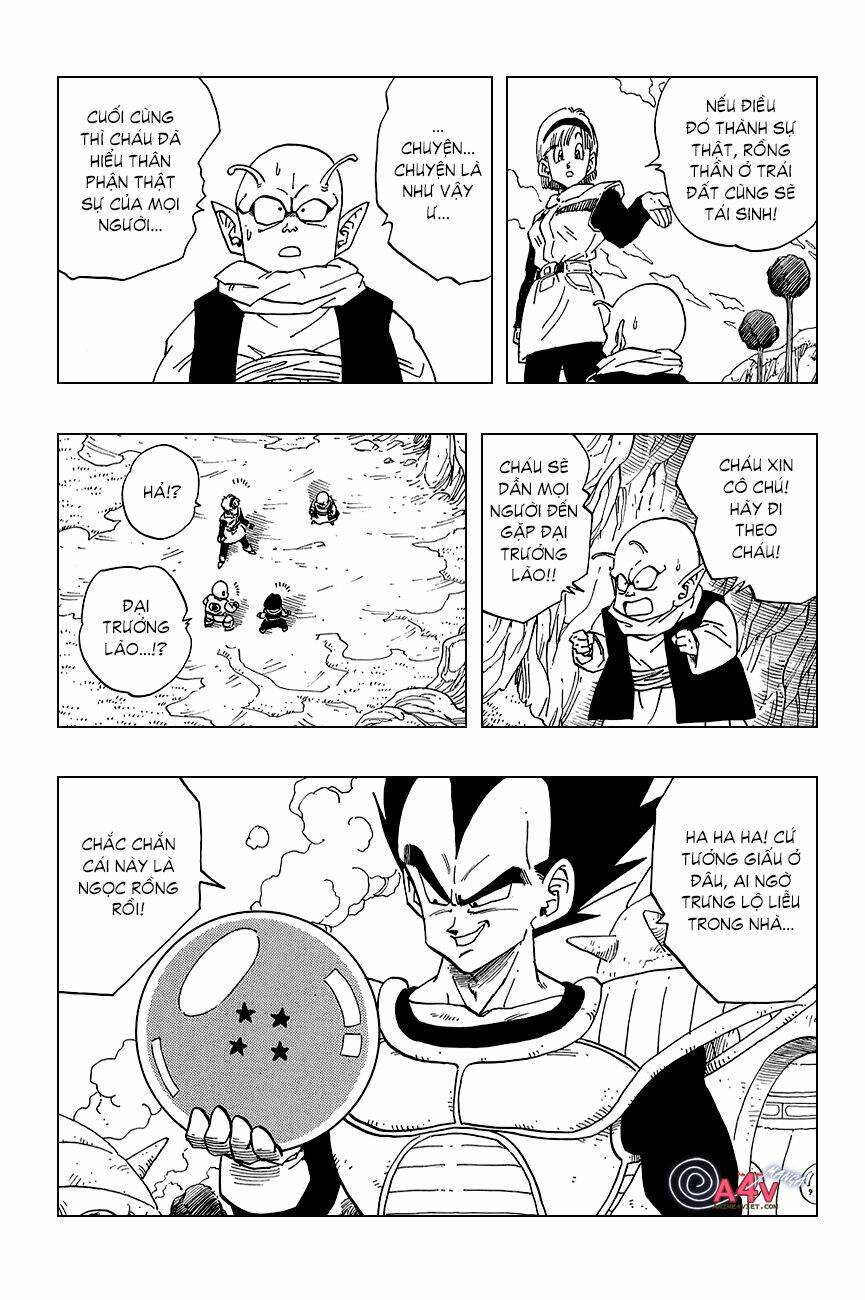 NẾU ĐIỀU
ĐÓ THÀNH SỰ
THẬT, RỒNG
THẦN Ở TRÁI
ĐẤT CŨNG SẼ
TÁI SINH!
...
CHUYỆN...
CHUYỆN LÀ
NHƯ VẬY
Ư...
CUỐI CÙNG
THÌ CHÁU ĐÃ
HIỂU THÂN
PHẬN THẬT
SỰ CỦA MỌI
NGƯỜI...
CHÁU XIN
CÔ CHÚ!
HÃY ĐI
THEO
CHÁU!
CHÁU SẼ
DẪN MỌI
NGƯỜI ĐẾN
GẶP ĐẠI
TRƯỞNG
LÃO!!
HẢ!?
ĐẠI
TRƯỞNG
LÃO...!?
HA HA HA! CỨ
TƯỞNG GIẤU Ở
ĐÂU, AI NGỜ
TRƯNG LỘ LIỄU
TRONG NHÀ...
CHẮC CHẮN
CÁI NÀY LÀ
NGỌC RỒNG
RỒI!
A4V
MANGA
ANIME4VIET.COM